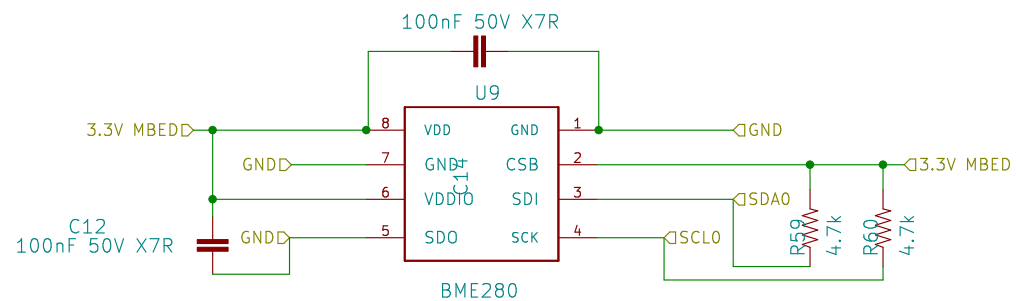 100nF 50V X7R
U9
3.3V MBED
8
VDD
GND
1
GND
GND
7
GND
C14
CSB
2
3.3V MBED
6
VDDIO
SDI
3
SDA0
C12
100nF 50V X7R
GND
5
SDO
SCK
4
SCL0
R59
4.7k
R60
4.7k
BME280